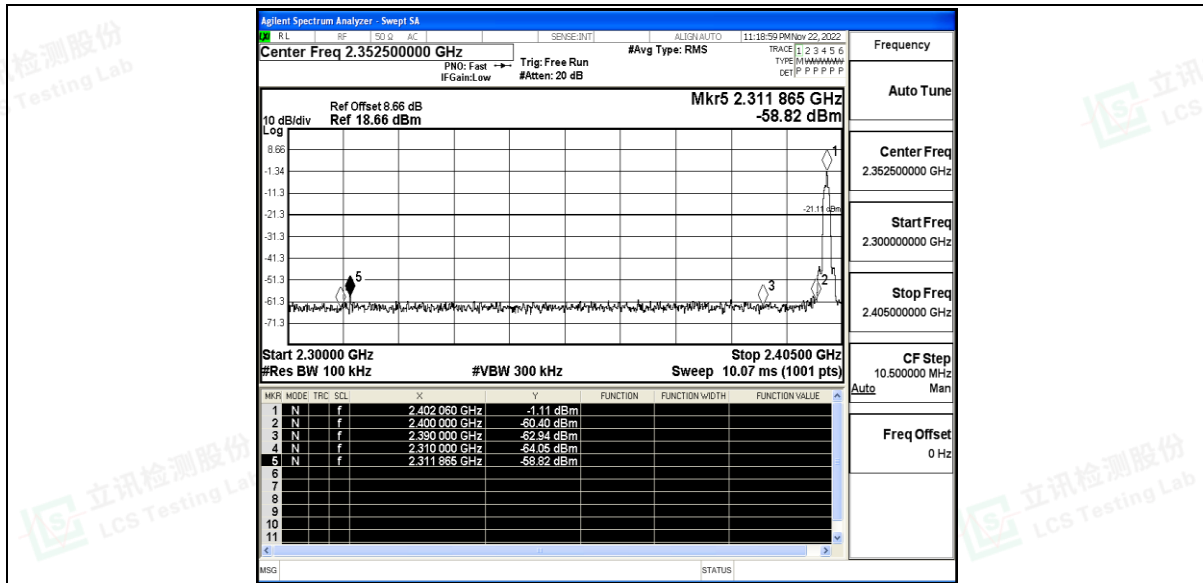 Agilent Spectrum Analyzer - Swept SA
RL RF 50 Ω AC SENSE:INT ALIGN AUTO 11:18:59 PM Nov 22, 2022
Center Freq 2.352500000 GHz
PNO: Fast
IFGain:Low
Trig: Free Run
#Atten: 20 dB
#Avg Type: RMS
TRACE 1 2 3 4 5 6
TYPE M WWWWW
DET P P P P P P
Mkr5 2.311 865 GHz
-58.82 dBm
Ref Offset 8.66 dB
10 dB/div Ref 18.66 dBm
Log
8.66
-1.34
-11.3
-21.3
-31.3
-41.3
-51.3
-61.3
-71.3
-21.11 dBm
1
2
3
5
Start 2.30000 GHz Stop 2.40500 GHz
#Res BW 100 kHz #VBW 300 kHz Sweep 10.07 ms (1001 pts)
MKR MODE TRC SCL X Y FUNCTION FUNCTION WIDTH FUNCTION VALUE
1 N f 2.402 060 GHz -1.11 dBm
2 N f 2.400 000 GHz -60.40 dBm
3 N f 2.390 000 GHz -62.94 dBm
4 N f 2.310 000 GHz -64.05 dBm
5 N f 2.311 865 GHz -58.82 dBm
6
7
8
9
10
11
MSG STATUS
Frequency
Auto Tune
Center Freq
2.352500000 GHz
Start Freq
2.300000000 GHz
Stop Freq
2.405000000 GHz
CF Step
10.500000 MHz
Auto Man
Freq Offset
0 Hz
讯检测股份
CS Testing Lab
立讯
LCS
立讯检测股份
LCS Testing Lab
立讯检测股份
LCS Testing Lab